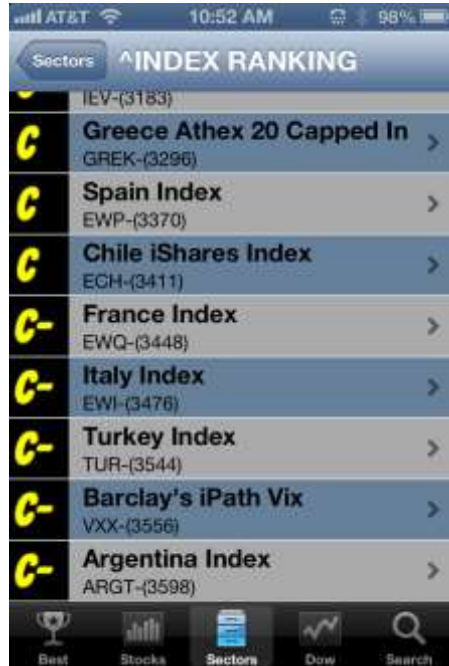 AT&T 10:52 AM 98%
Sectors ^INDEX RANKING
IEV-(3183)
C Greece Athex 20 Capped In
GREK-(3296)
C Spain Index
EWP-(3370)
C Chile iShares Index
ECH-(3411)
C- France Index
EWQ-(3448)
C- Italy Index
EWI-(3476)
C- Turkey Index
TUR-(3544)
C- Barclay's iPath Vix
VXX-(3556)
C- Argentina Index
ARGT-(3598)
Best Stocks Sectors Dow Search